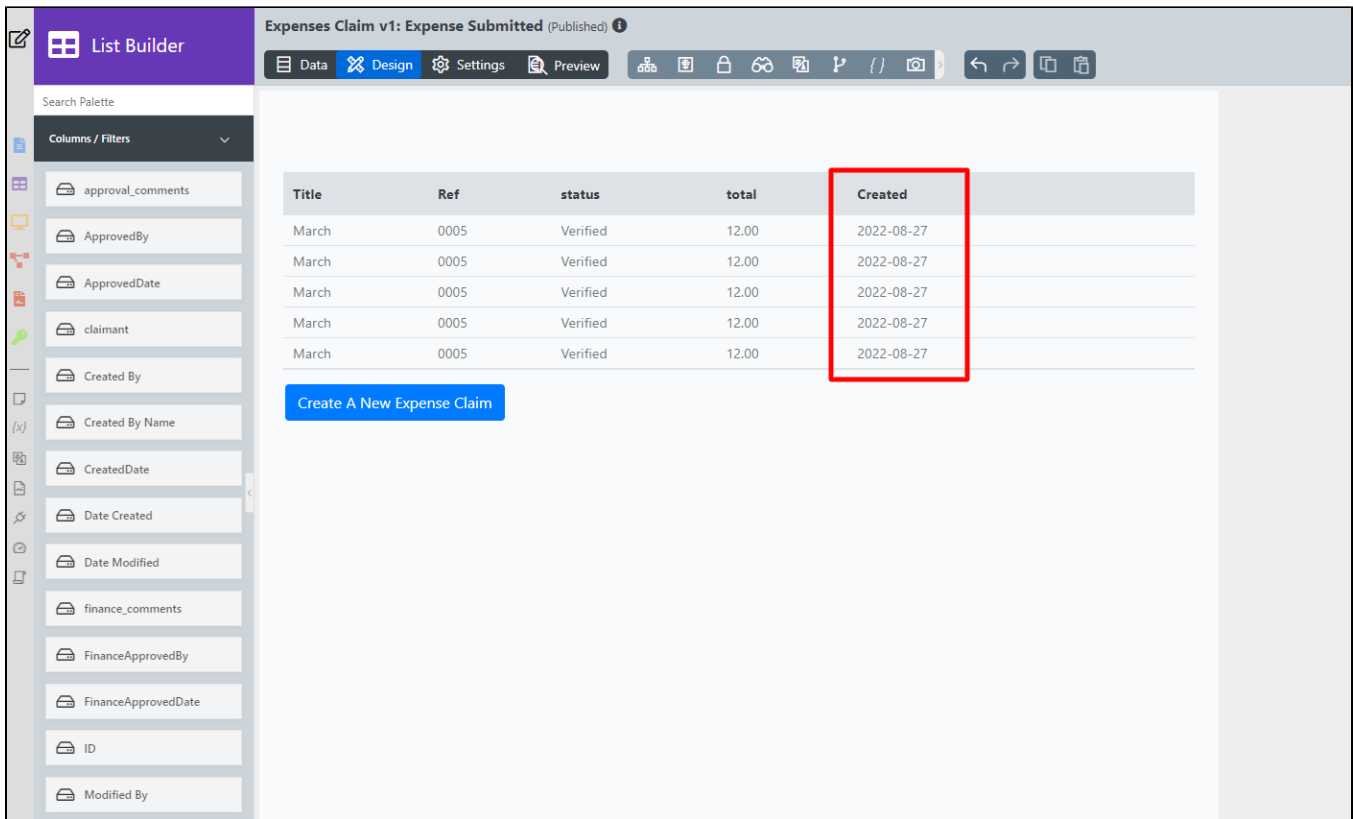 Expenses Claim v1: Expense Submitted (Published)
List Builder
Data Design Settings Preview
Search Palette
Columns / Filters
approval_comments
ApprovedBy
ApprovedDate
claimant
Created By
Created By Name
CreatedDate
Date Created
Date Modified
finance_comments
FinanceApprovedBy
FinanceApprovedDate
ID
Modified By
Title Ref status total Created
March 0005 Verified 12.00 2022-08-27
March 0005 Verified 12.00 2022-08-27
March 0005 Verified 12.00 2022-08-27
March 0005 Verified 12.00 2022-08-27
March 0005 Verified 12.00 2022-08-27
Create A New Expense Claim
{x}